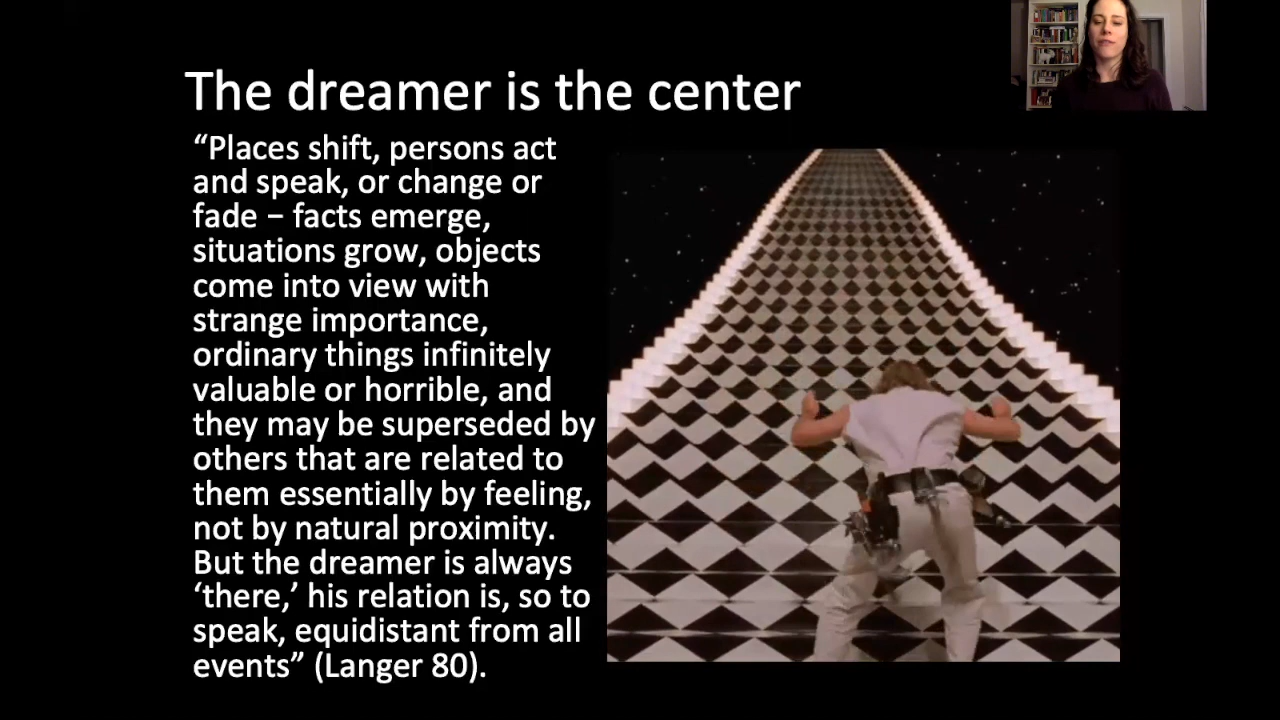 The dreamer is the center
“Places shift, persons act
and speak, or change or
fade – facts emerge,
situations grow, objects
come into view with
strange importance,
ordinary things infinitely
valuable or horrible, and
they may be superseded by
others that are related to
them essentially by feeling,
not by natural proximity.
But the dreamer is always
‘there,’ his relation is, so to
speak, equidistant from all
events” (Langer 80).